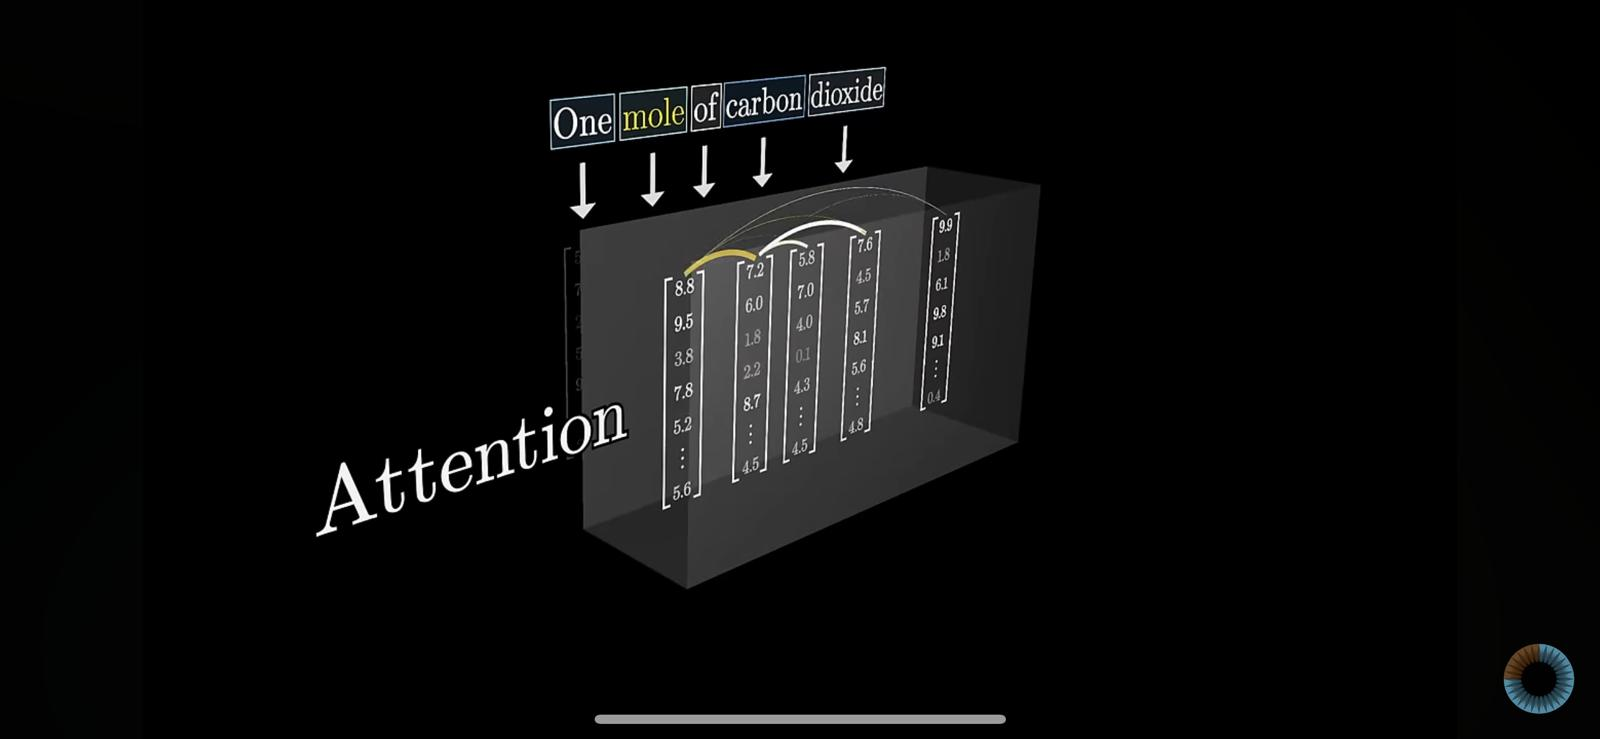 One mole of carbon dioxide
Attention
8.8 7.2 5.8 7.6 9.9
9.5 6.0 7.0 4.5 1.8
3.8 1.8 4.0 5.7 6.1
7.8 2.2 0.1 8.1 9.8
5.2 8.7 4.3 5.6 9.1
⋮ ⋮ ⋮ ⋮ ⋮
5.6 4.5 4.5 4.8 0.4